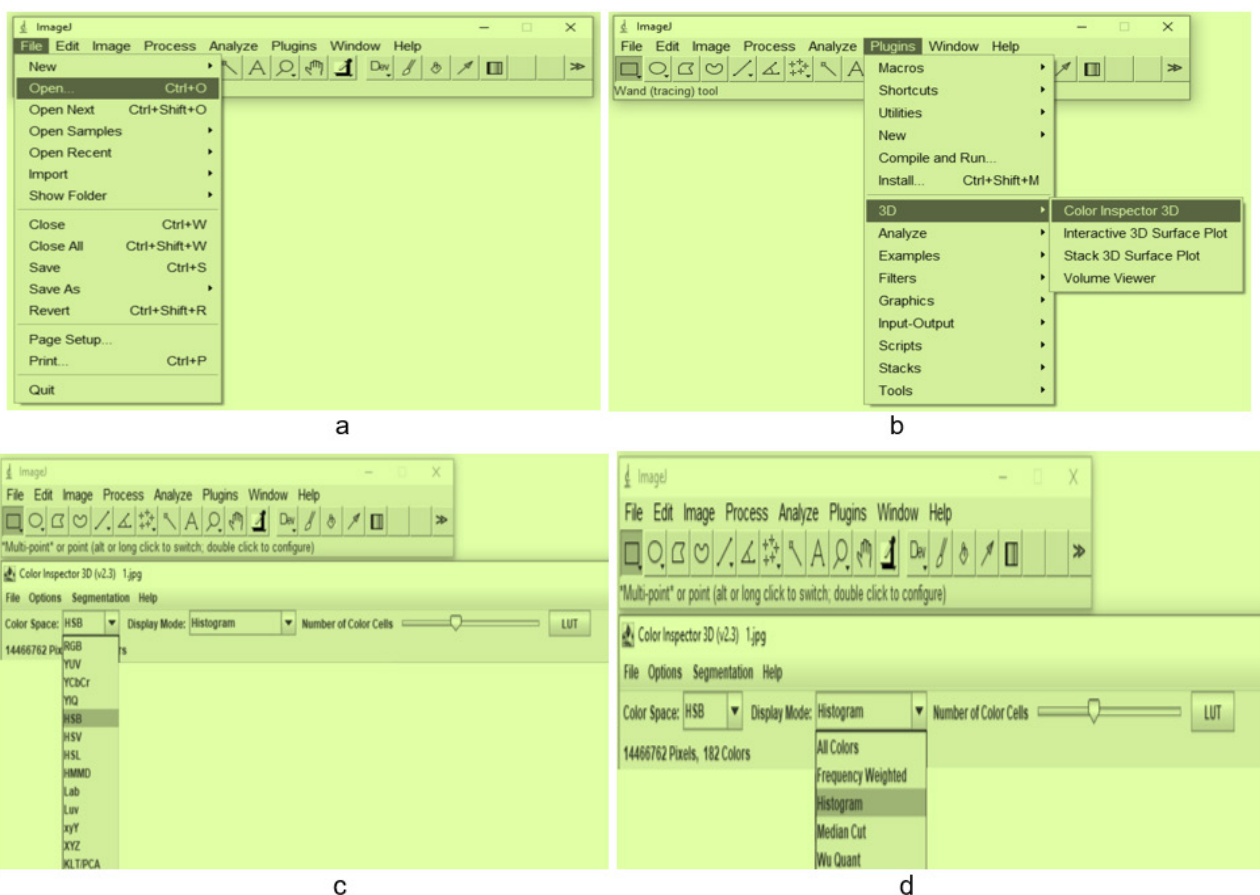 ImageJ
File Edit Image Process Analyze Plugins Window Help
New
Dev
Open... Ctrl+O
Open Next Ctrl+Shift+O
Open Samples
Open Recent
Import
Show Folder
Close Ctrl+W
Close All Ctrl+Shift+W
Save Ctrl+S
Save As
Revert Ctrl+Shift+R
Page Setup...
Print... Ctrl+P
Quit
a
ImageJ
File Edit Image Process Analyze Plugins Window Help
Wand (tracing) tool
Macros
Shortcuts
Utilities
New
Compile and Run...
Install... Ctrl+Shift+M
3D
Color Inspector 3D
Analyze
Interactive 3D Surface Plot
Examples
Stack 3D Surface Plot
Filters
Volume Viewer
Graphics
Input-Output
Scripts
Stacks
Tools
b
ImageJ
File Edit Image Process Analyze Plugins Window Help
Dev
*Multi-point* or point (alt or long click to switch; double click to configure)
Color Inspector 3D (v2.3) 1.jpg
File Options Segmentation Help
Color Space: HSB Display Mode: Histogram Number of Color Cells LUT
14466762 Pix rs
RGB
YUV
YCbCr
YIQ
HSB
HSV
HSL
HMMD
Lab
Luv
xyY
XYZ
KLT/PCA
c
ImageJ
File Edit Image Process Analyze Plugins Window Help
Dev
*Multi-point* or point (alt or long click to switch; double click to configure)
Color Inspector 3D (v2.3) 1.jpg
File Options Segmentation Help
Color Space: HSB Display Mode: Histogram Number of Color Cells LUT
14466762 Pixels, 182 Colors
All Colors
Frequency Weighted
Histogram
Median Cut
Wu Quant
d